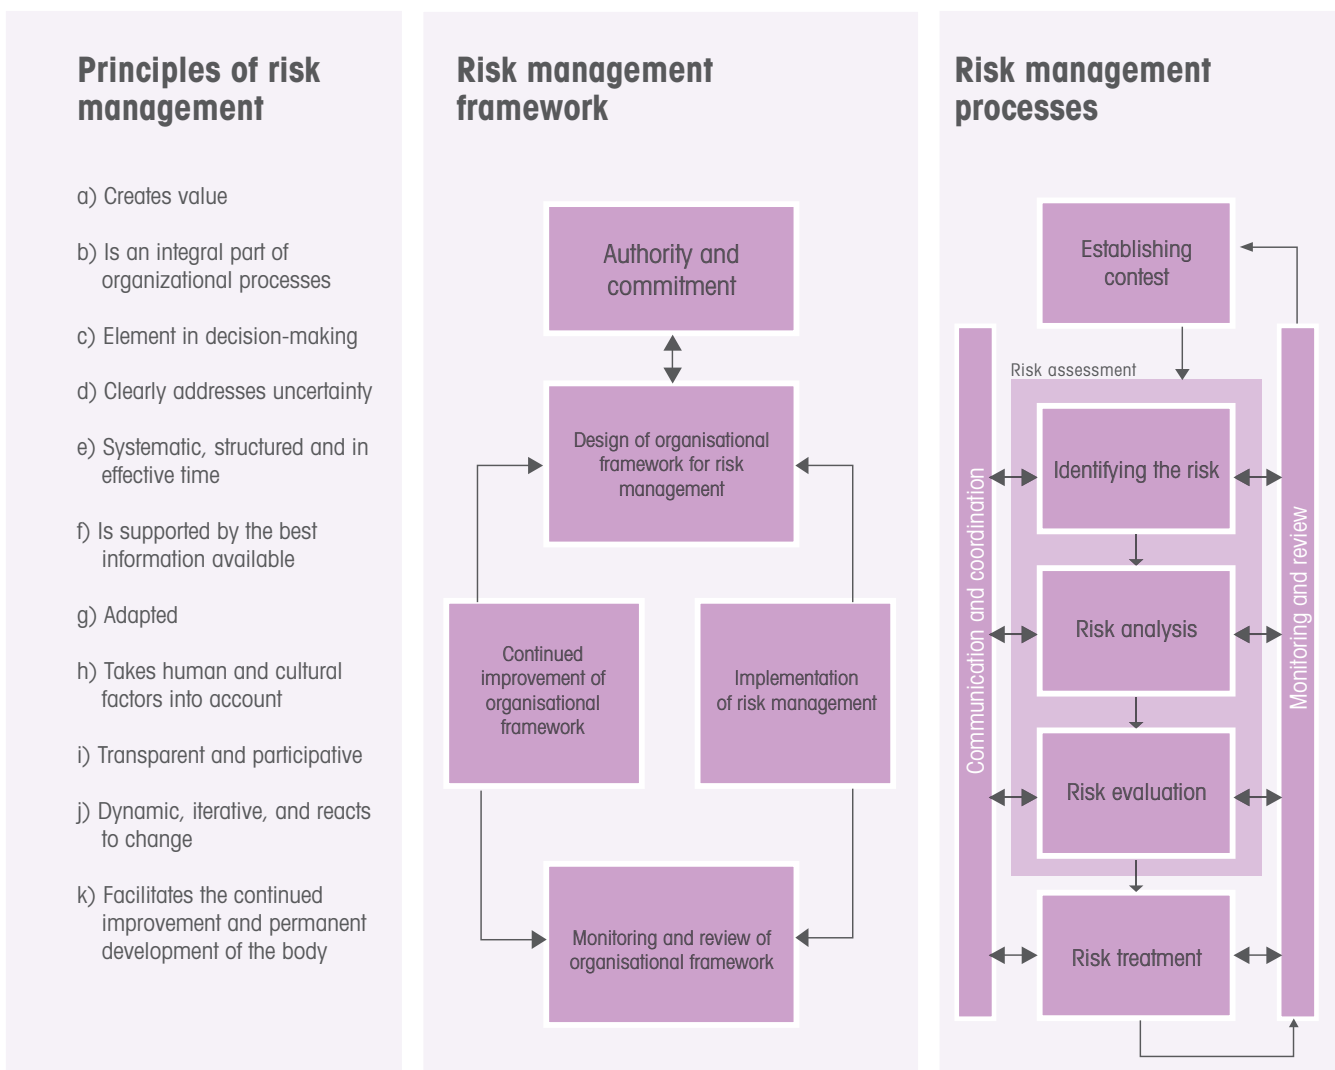 Principles of risk
management
a) Creates value
b) Is an integral part of
organizational processes
c) Element in decision-making
d) Clearly addresses uncertainty
e) Systematic, structured and in
effective time
f) Is supported by the best
information available
g) Adapted
h) Takes human and cultural
factors into account
i) Transparent and participative
j) Dynamic, iterative, and reacts
to change
k) Facilitates the continued
improvement and permanent
development of the body
Risk management
framework
Authority and
commitment
Design of organisational
framework for risk
management
Continued
improvement of
organisational
framework
Implementation
of risk management
Monitoring and review of
organisational framework
Risk management
processes
Establishing
contest
Risk assessment
Communication and coordination
Identifying the risk
Risk analysis
Risk evaluation
Risk treatment
Monitoring and review